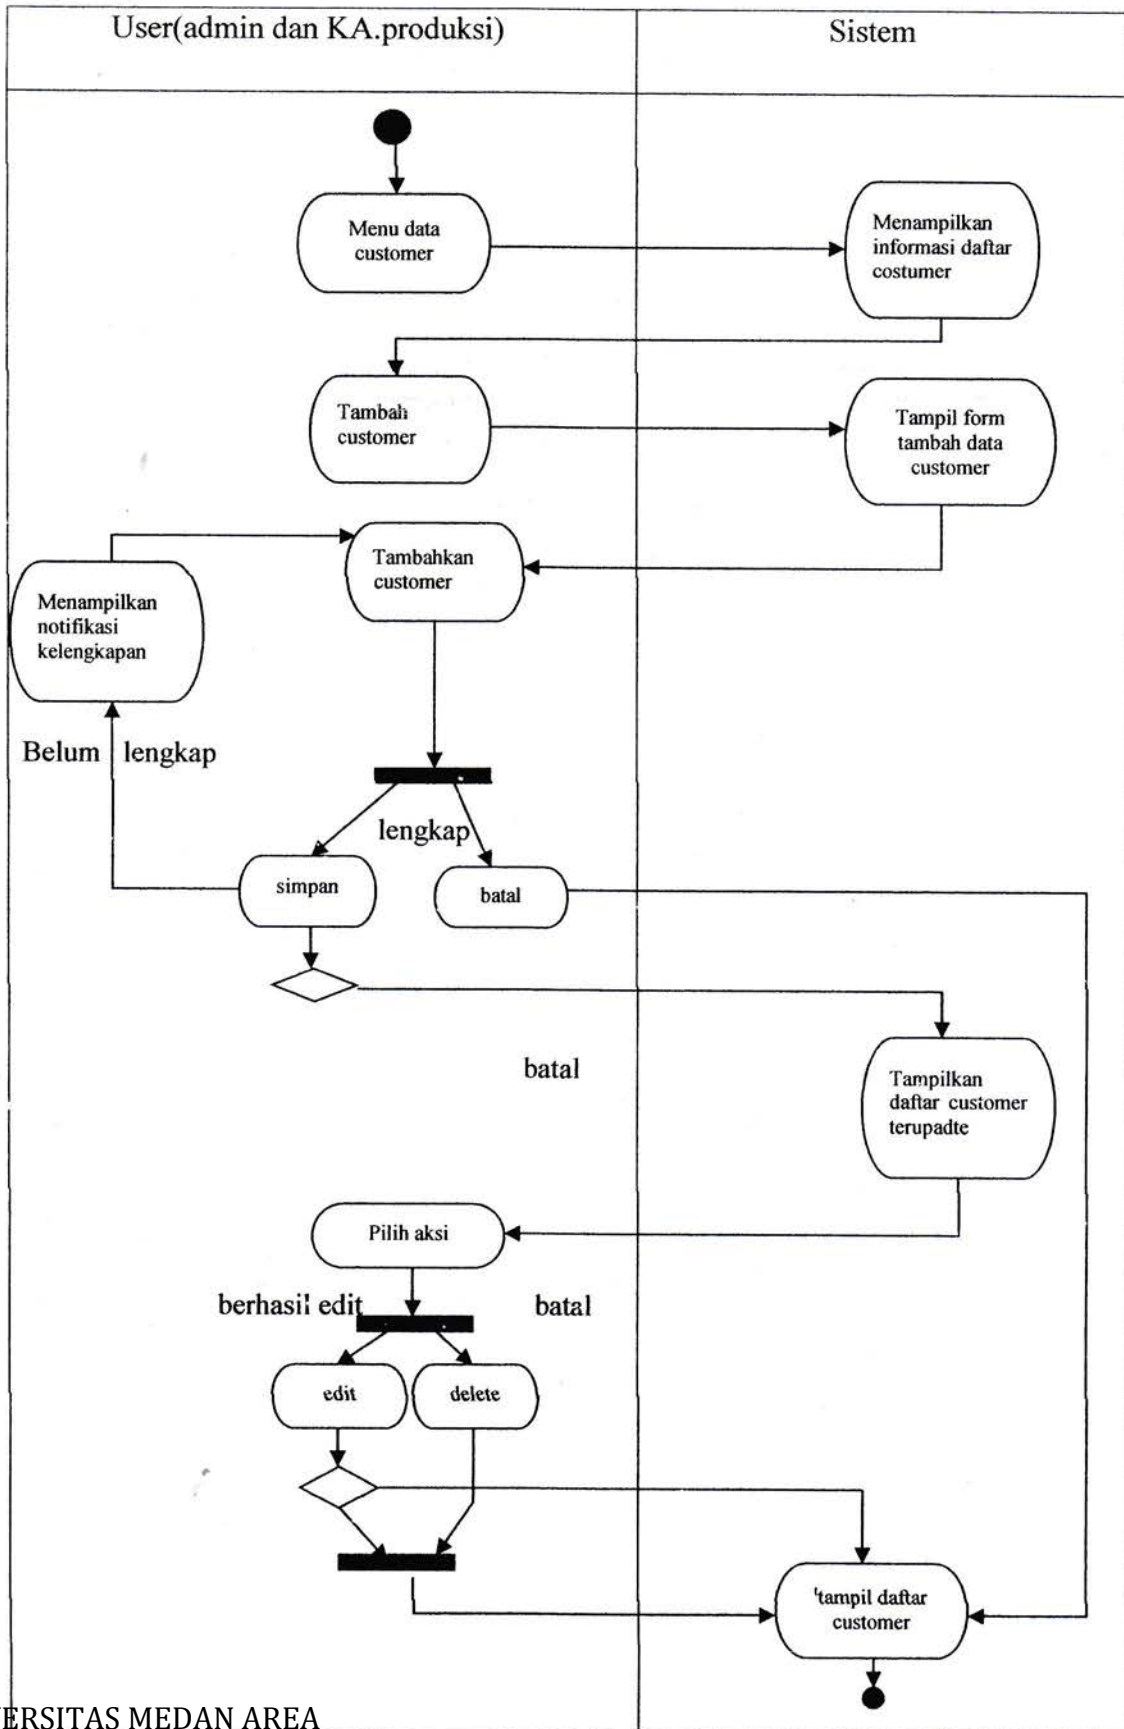 User(admin dan KA.produksi)
Sistem
Menu data
customer
Menampilkan
informasi daftar
costumer
Tambah
customer
Tampil form
tambah data
customer
Tambahkan
customer
Menampilkan
notifikasi
kelengkapan
Belum lengkap
lengkap
simpan
batal
batal
Tampilkan
daftar customer
terupadte
Pilih aksi
berhasil edit
batal
edit
delete
tampil daftar
customer
ERSITAS MEDAN AREA